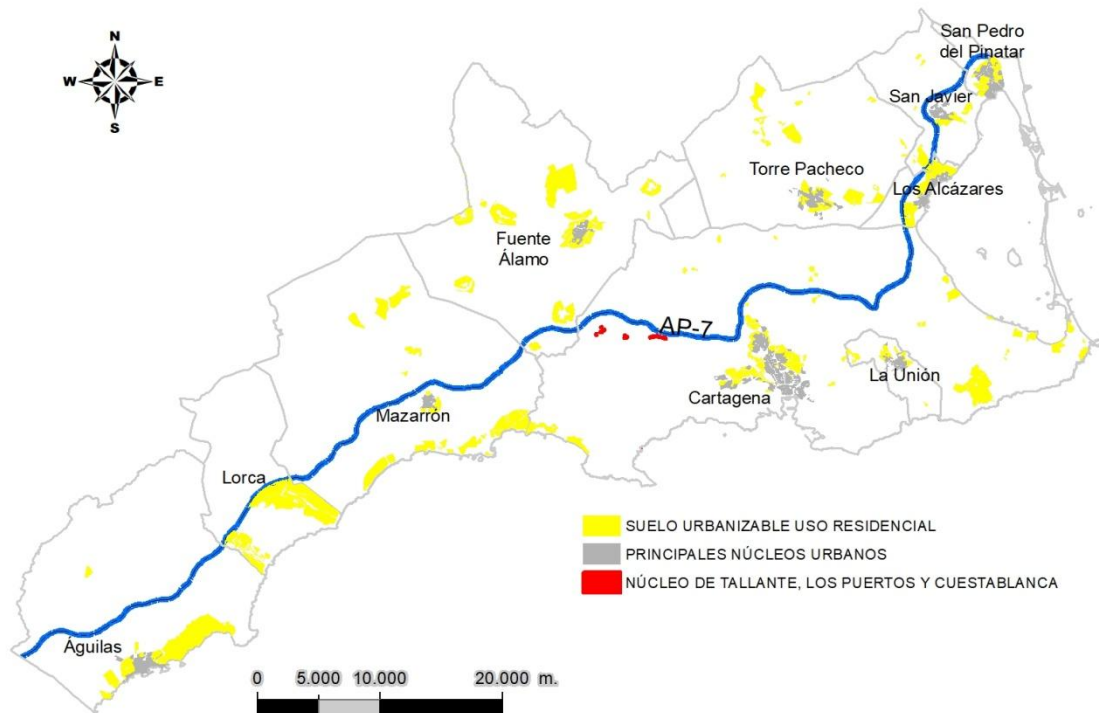 N
W E
S
San Pedro
del Pinatar
San Javier
Torre Pacheco
Los Alcázares
Fuente
Álamo
AP-7
La Unión
Cartagena
Mazarrón
Lorca
SUELO URBANIZABLE USO RESIDENCIAL
PRINCIPALES NÚCLEOS URBANOS
NÚCLEO DE TALLANTE, LOS PUERTOS Y CUESTABLANCA
Águilas
0 5.000 10.000 20.000 m.